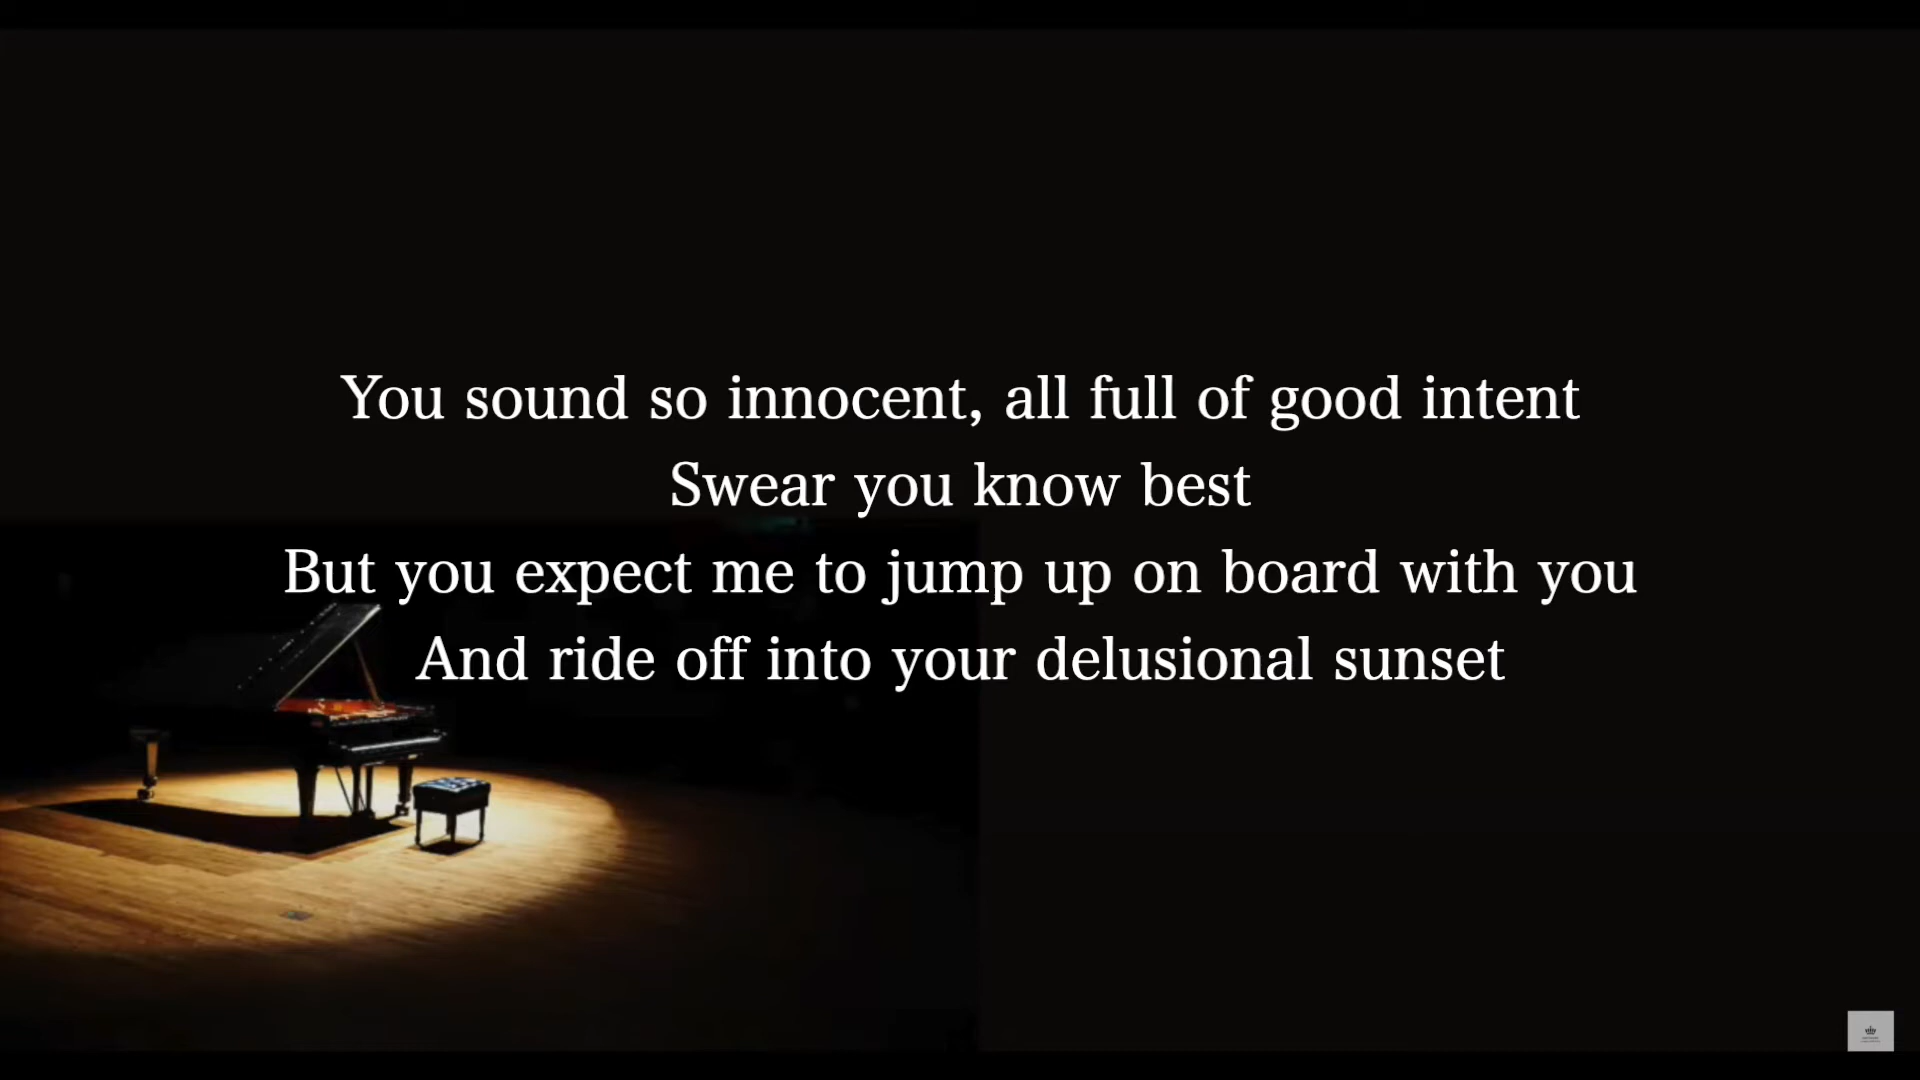 You sound so innocent, all full of good intent
Swear you know best
But you expect me to jump up on board with you
And ride off into your delusional sunset